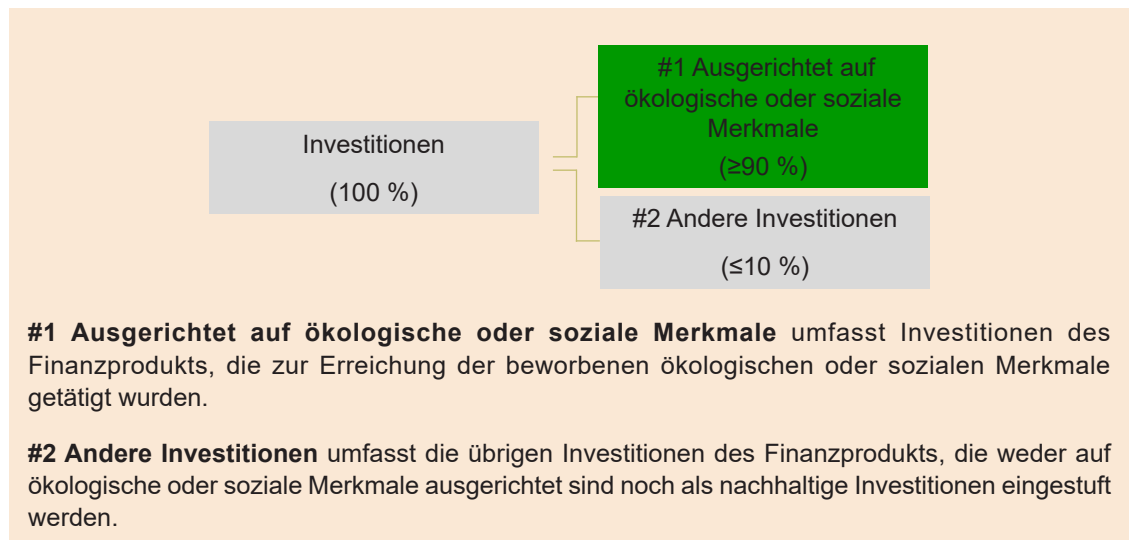 #1 Ausgerichtet auf
ökologische oder soziale
Merkmale
(≥90 %)
Investitionen
(100 %)
#2 Andere Investitionen
(≤10 %)
#1 Ausgerichtet auf ökologische oder soziale Merkmale umfasst Investitionen des
Finanzprodukts, die zur Erreichung der beworbenen ökologischen oder sozialen Merkmale
getätigt wurden.
#2 Andere Investitionen umfasst die übrigen Investitionen des Finanzprodukts, die weder auf
ökologische oder soziale Merkmale ausgerichtet sind noch als nachhaltige Investitionen eingestuft
werden.